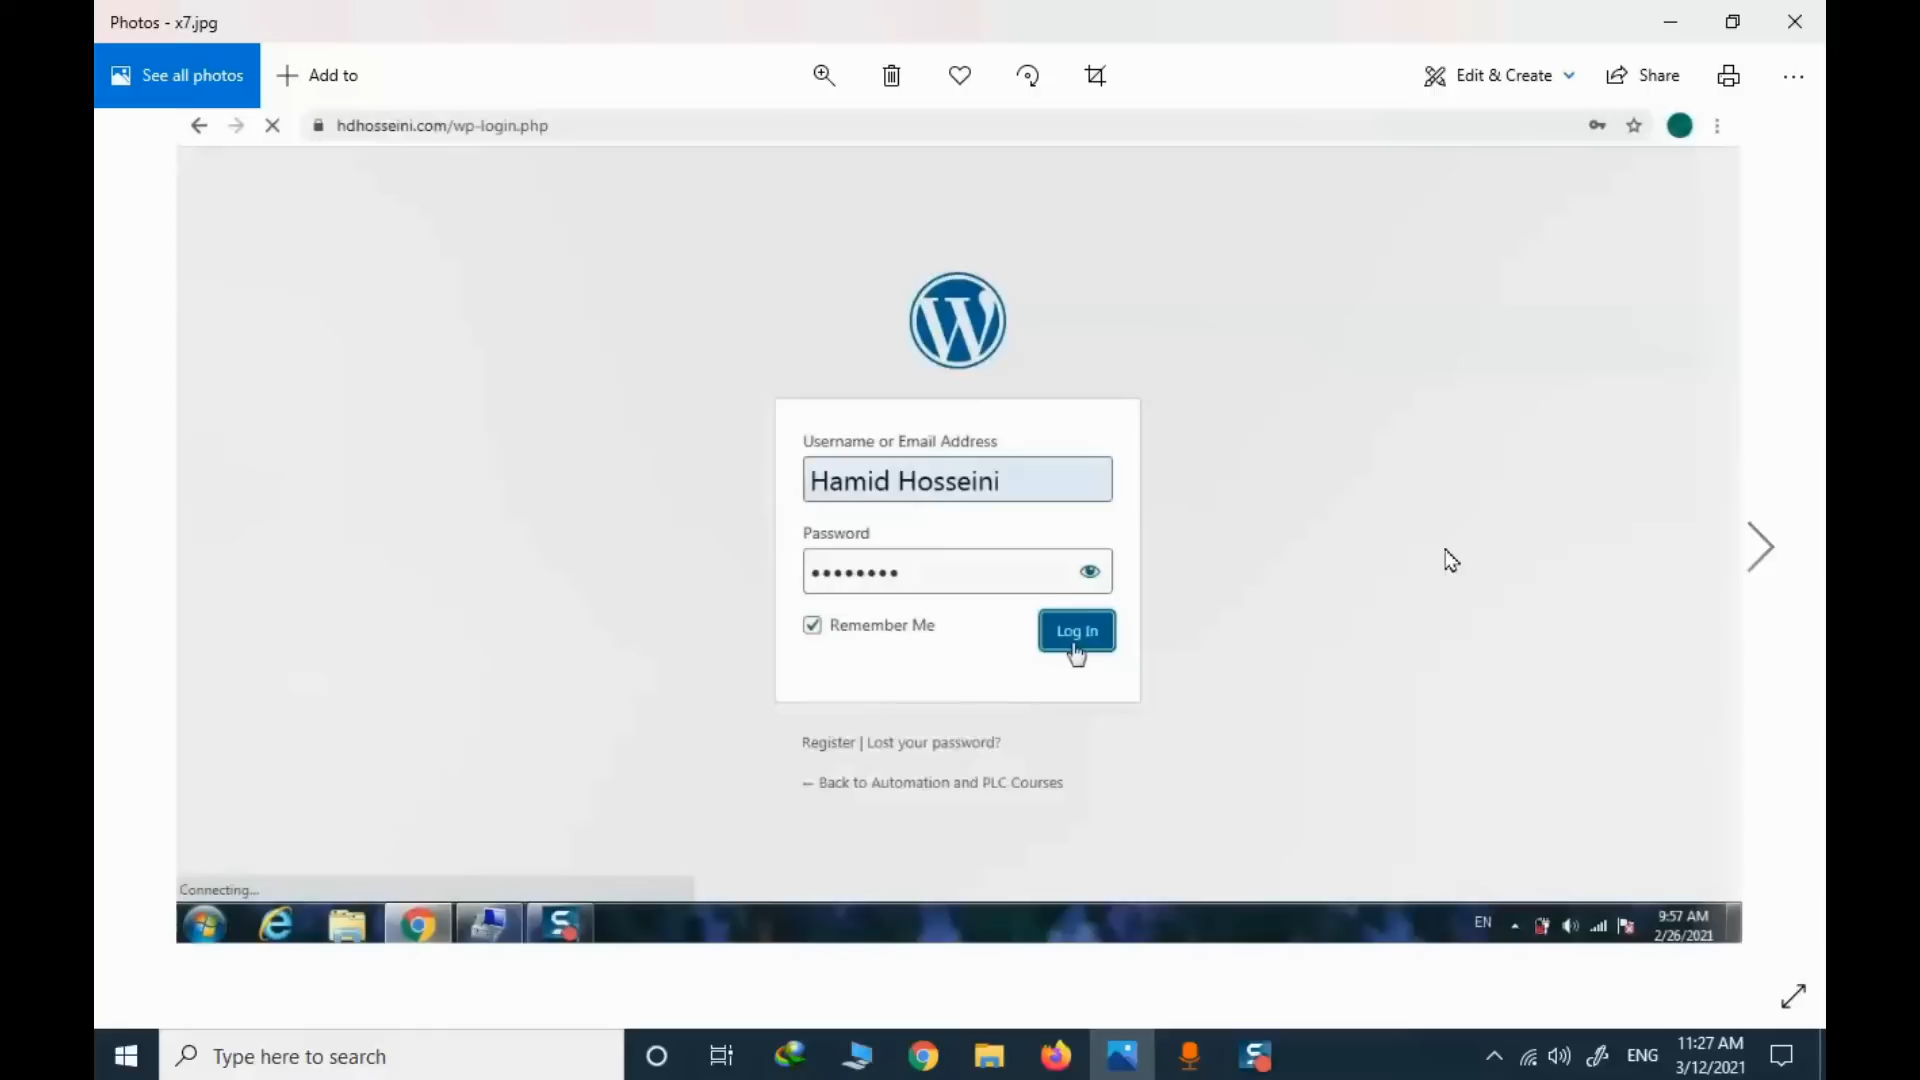 Photos - x7.jpg
See all photos
Add to
Edit & Create
Share
hdhosseini.com/wp-login.php
Username or Email Address
Hamid Hosseini
Password
Remember Me
Log In
Register | Lost your password?
← Back to Automation and PLC Courses
Connecting...
EN
9:57 AM
2/26/2021
Type here to search
ENG
11:27 AM
3/12/2021